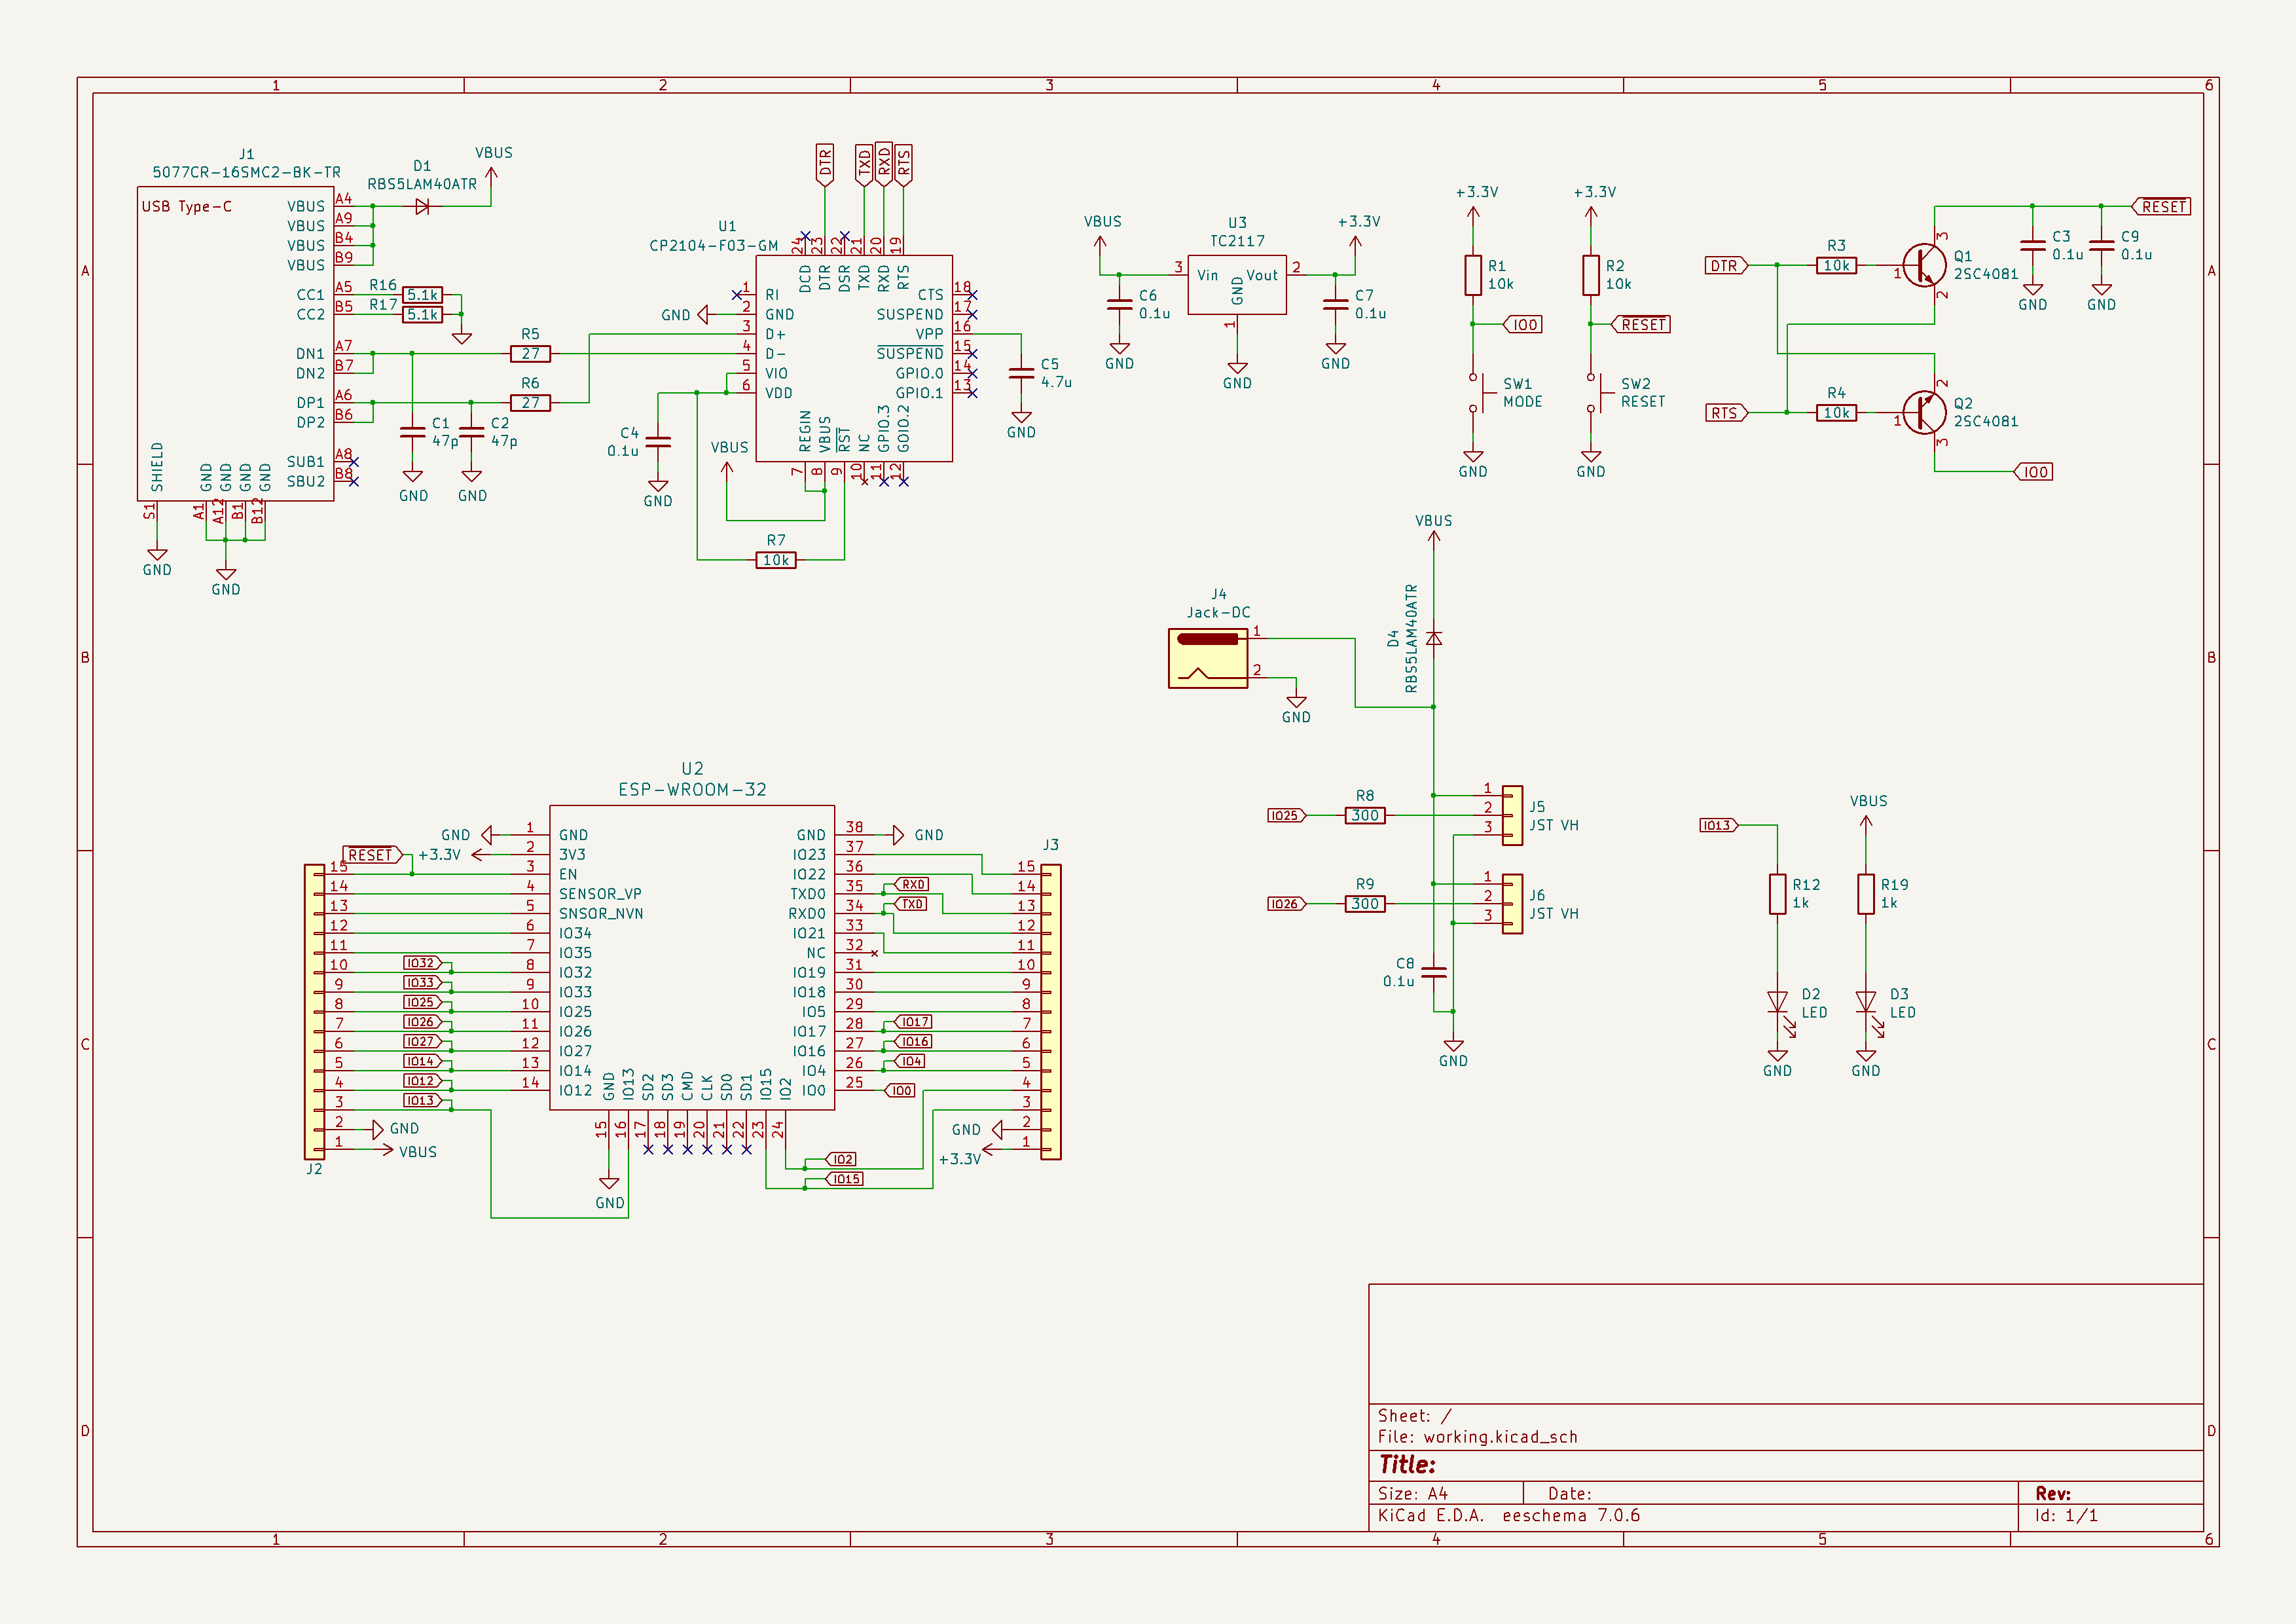 1 2 3 4 5 6
A
B
C
D
J1
5077CR-16SMC2-BK-TR
USB Type-C
VBUS A4
VBUS A9
VBUS B4
VBUS B9
CC1 A5
CC2 B5
DN1 A7
DN2 B7
DP1 A6
DP2 B6
SUB1 A8
SBU2 B8
SHIELD GND GND GND GND
S1 A1 A12 B1 B12
GND
GND
D1
RBS5LAM40ATR
VBUS
R16 5.1k
R17 5.1k
R5
27
R6
27
C1
47p
C2
47p
GND GND
DTR TXD RXD RTS
U1
CP2104-F03-GM
24 23 22 21 20 19
DCD DTR DSR TXD RXD RTS
1 RI
GND 2 GND
3 D+
4 D-
5 VIO
6 VDD
CTS 18
SUSPEND 17
VPP 16
SUSPEND 15
GPIO.0 14
GPIO.1 13
REGIN VBUS RST NC GPIO.3 GOIO.2
7 8 9 10 11 12
C4
0.1u
GND
VBUS
R7
10k
C5
4.7u
GND
VBUS
U3
TC2117
+3.3V
3 Vin Vout 2
GND
1
C6
0.1u
GND
GND
C7
0.1u
GND
+3.3V
R1
10k
IO0
SW1
MODE
GND
+3.3V
R2
10k
RESET
SW2
RESET
GND
RESET
DTR
R3
10k
1
3
2
Q1
2SC4081
C3
0.1u
GND
C9
0.1u
GND
RTS
R4
10k
1
2
3
Q2
2SC4081
IO0
VBUS
D4
RBS5LAM40ATR
J4
Jack-DC
1
2
GND
IO25
R8
300
1
2
3
J5
JST VH
IO26
R9
300
1
2
3
J6
JST VH
C8
0.1u
GND
IO13
R12
1k
D2
LED
GND
VBUS
R19
1k
D3
LED
GND
U2
ESP-WROOM-32
GND 1 GND
RESET +3.3V 2 3V3
15 3 EN
14 4 SENSOR_VP
13 5 SNSOR_NVN
12 6 IO34
11 7 IO35
10 IO32 8 IO32
9 IO33 9 IO33
8 IO25 10 IO25
7 IO26 11 IO26
6 IO27 12 IO27
5 IO14 13 IO14
4 IO12 14 IO12
3 IO13
2 GND
1 VBUS
J2
GND IO13 SD2 SD3 CMD CLK SD0 SD1 IO15 IO2
15 16 17 18 19 20 21 22 23 24
GND
IO2
IO15
GND 38 GND
IO23 37
IO22 36
TXD0 35 RXD
RXD0 34 TXD
IO21 33
NC 32
IO19 31
IO18 30
IO5 29
IO17 28 IO17
IO16 27 IO16
IO4 26 IO4
IO0 25 IO0
J3
15
14
13
12
11
10
9
8
7
6
5
4
3
GND 2
+3.3V 1
Sheet: /
File: working.kicad_sch
Title:
Size: A4 Date: Rev:
KiCad E.D.A. eeschema 7.0.6 Id: 1/1
A
B
C
D
1 2 3 4 5 6